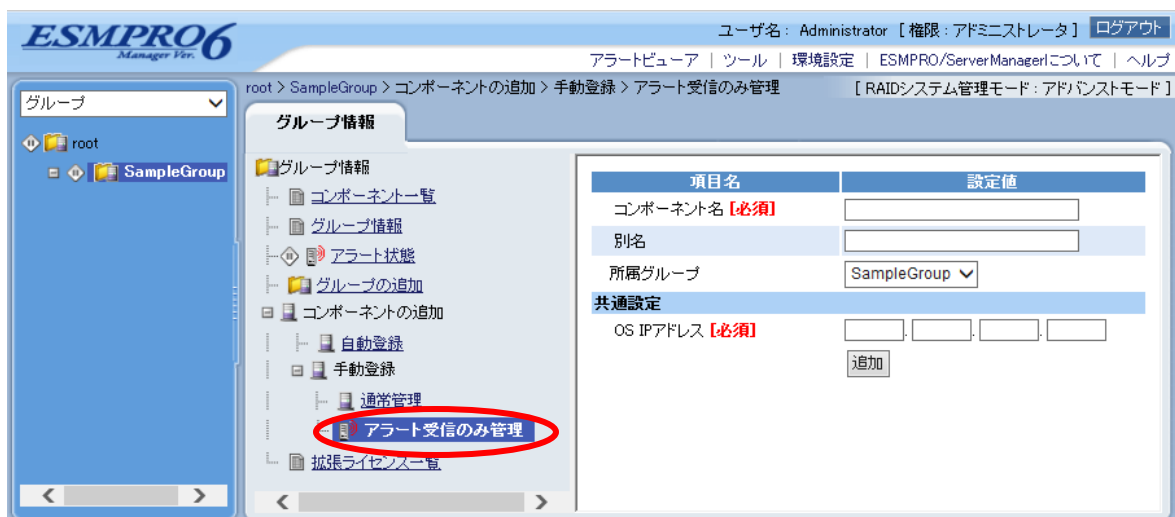 ESMPRO6
Manager Ver.
ユーザ名： Administrator [ 権限：アドミニストレータ ] ログアウト
アラートビューア | ツール | 環境設定 | ESMPRO/ServerManagerについて | ヘルプ
グループ
root
SampleGroup
root > SampleGroup > コンポーネントの追加 > 手動登録 > アラート受信のみ管理 [ RAIDシステム管理モード：アドバンストモード ]
グループ情報
グループ情報
コンポーネント一覧
グループ情報
アラート状態
グループの追加
コンポーネントの追加
自動登録
手動登録
通常管理
アラート受信のみ管理
拡張ライセンス一覧
項目名 設定値
コンポーネント名 [必須]
別名
所属グループ SampleGroup
共通設定
OS IPアドレス [必須] . . .
追加